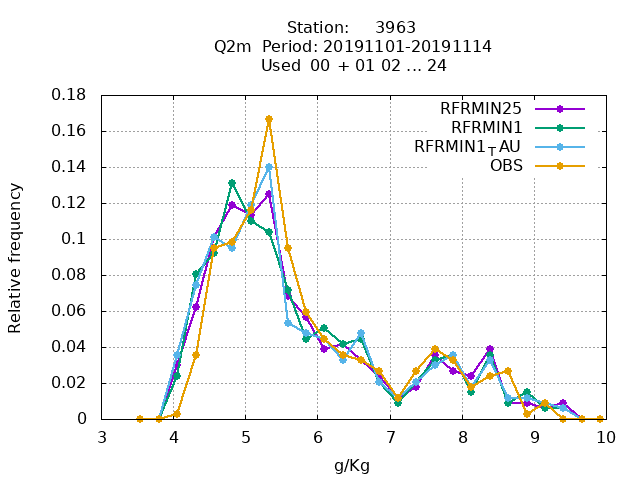 Station: 3963
Q2m Period: 20191101-20191114
Used 00 + 01 02 ... 24
RFRMIN25
RFRMIN1
RFRMIN1TAU
OBS
Relative frequency
0.18
0.16
0.14
0.12
0.1
0.08
0.06
0.04
0.02
0
3 4 5 6 7 8 9 10
g/Kg